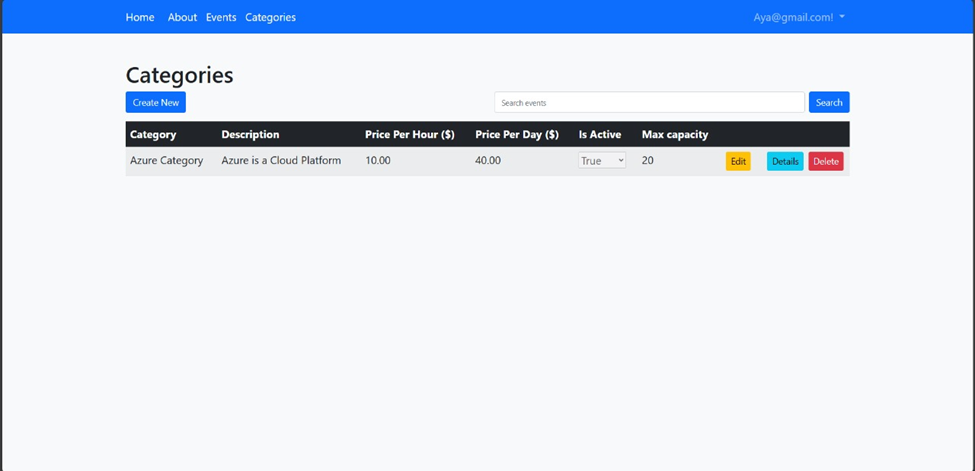 Home About Events Categories Aya@gmail.com!
Categories
Create New Search events Search
Category Description Price Per Hour ($) Price Per Day ($) Is Active Max capacity
Azure Category Azure is a Cloud Platform 10.00 40.00 True 20 Edit Details Delete